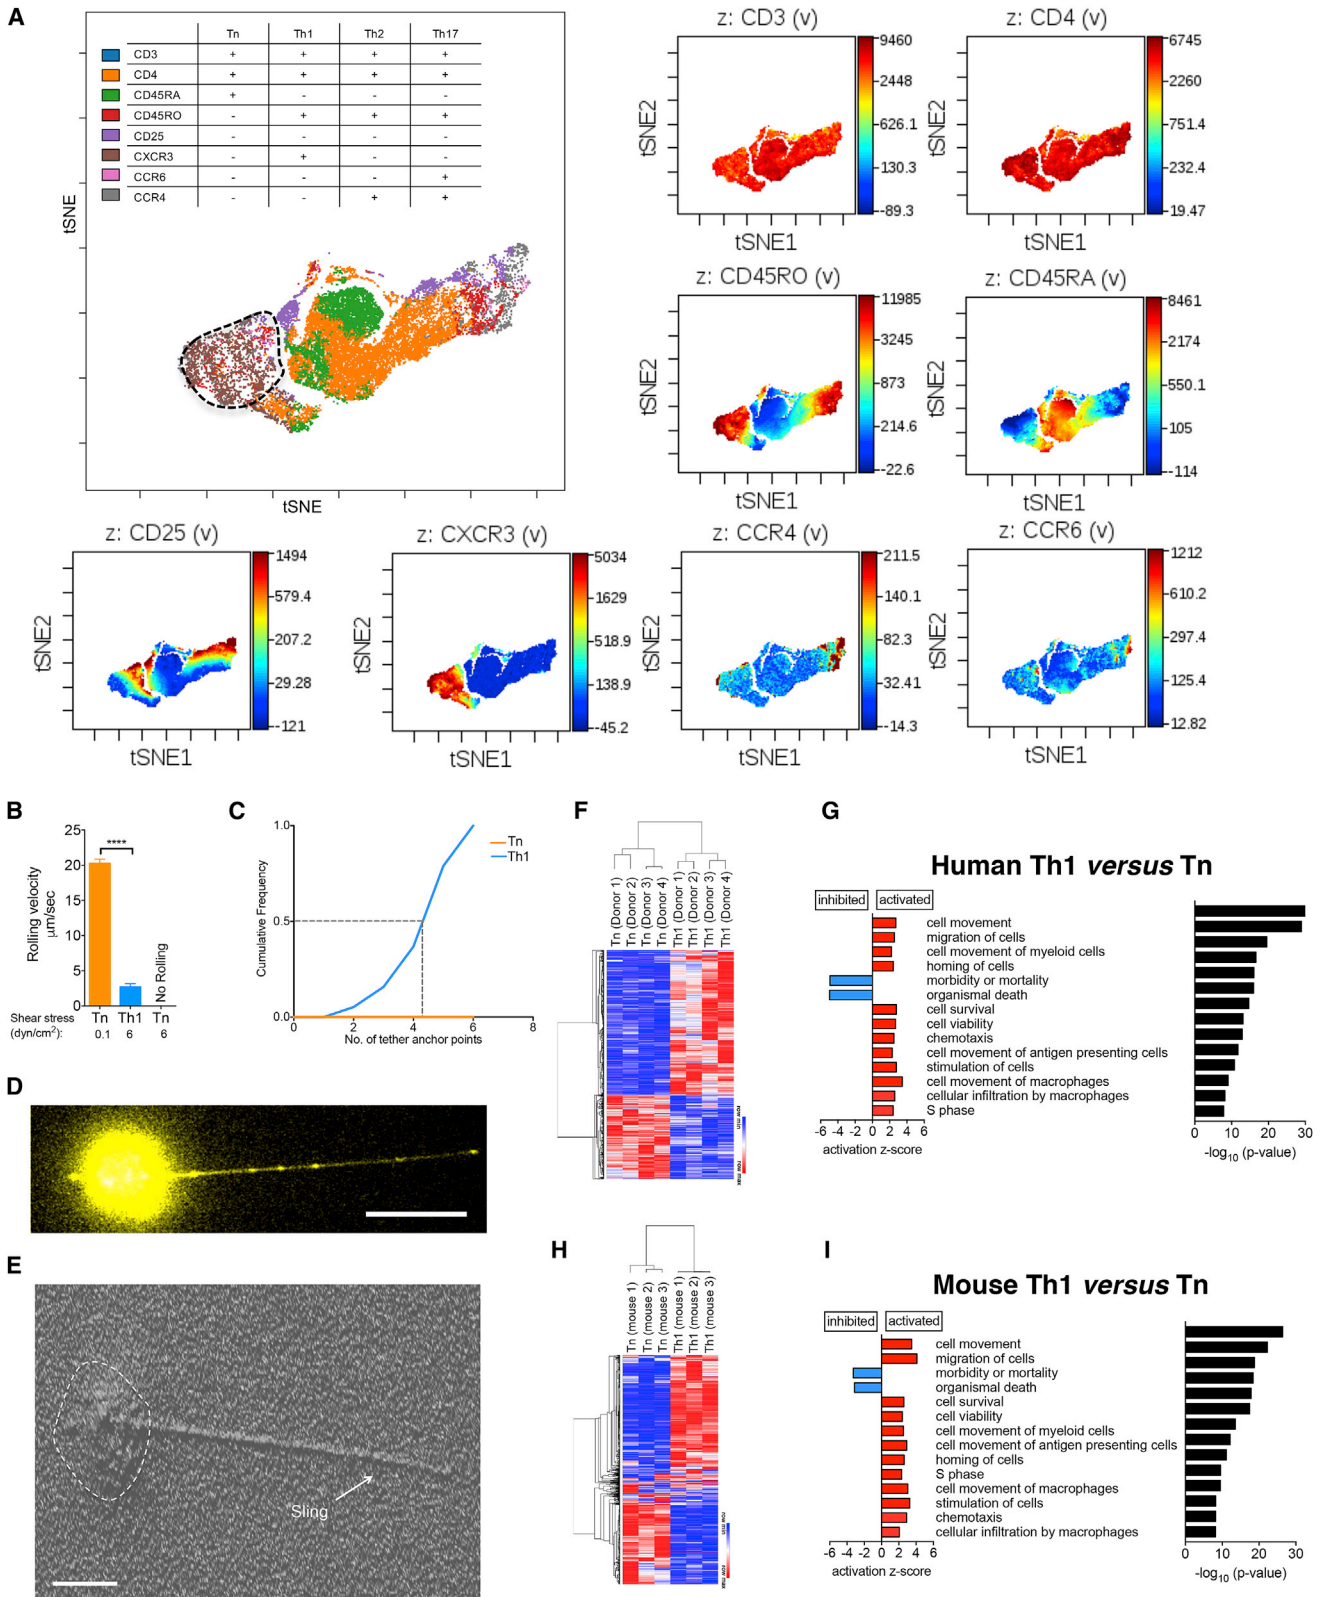 A
Tn Th1 Th2 Th17
CD3 + + + +
CD4 + + + +
CD45RA + - - -
CD45RO - + + +
CD25 - - - -
CXCR3 - + - -
CCR6 - - - +
CCR4 - - + +
tSNE
tSNE
z: CD3 (v)
9460
2448
626.1
130.3
-89.3
tSNE2
tSNE1
z: CD4 (v)
6745
2260
751.4
232.4
19.47
tSNE2
tSNE1
z: CD45RO (v)
11985
3245
873
214.6
-22.6
tSNE2
tSNE1
z: CD45RA (v)
8461
2174
550.1
105
-114
tSNE2
tSNE1
z: CD25 (v)
1494
579.4
207.2
29.28
-121
tSNE2
tSNE1
z: CXCR3 (v)
5034
1629
518.9
138.9
-45.2
tSNE2
tSNE1
z: CCR4 (v)
211.5
140.1
82.3
32.41
-14.3
tSNE2
tSNE1
z: CCR6 (v)
1212
610.2
297.4
125.4
12.82
tSNE2
tSNE1
B
Rolling velocity
μm/sec
25
20
15
10
5
0
****
No Rolling
Tn Th1 Tn
Shear stress
(dyn/cm²): 0.1 6 6
C
Cumulative Frequency
1.0
0.5
0.0
0 2 4 6 8
No. of tether anchor points
Tn
Th1
D
E
Sling
F
Tn (Donor 1)
Tn (Donor 2)
Tn (Donor 3)
Tn (Donor 4)
Th1 (Donor 1)
Th1 (Donor 2)
Th1 (Donor 3)
Th1 (Donor 4)
row min
row max
G
Human Th1 versus Tn
inhibited activated
cell movement
migration of cells
cell movement of myeloid cells
homing of cells
morbidity or mortality
organismal death
cell survival
cell viability
chemotaxis
cell movement of antigen presenting cells
stimulation of cells
cell movement of macrophages
cellular infiltration by macrophages
S phase
-6 -4 -2 0 2 4 6
activation z-score
0 10 20 30
-log10 (p-value)
H
Tn (mouse 1)
Tn (mouse 2)
Tn (mouse 3)
Th1 (mouse 1)
Th1 (mouse 2)
Th1 (mouse 3)
row min
row max
I
Mouse Th1 versus Tn
inhibited activated
cell movement
migration of cells
morbidity or mortality
organismal death
cell survival
cell viability
cell movement of myeloid cells
cell movement of antigen presenting cells
homing of cells
S phase
cell movement of macrophages
stimulation of cells
chemotaxis
cellular infiltration by macrophages
-6 -4 -2 0 2 4 6
activation z-score
0 10 20 30
-log10 (p-value)